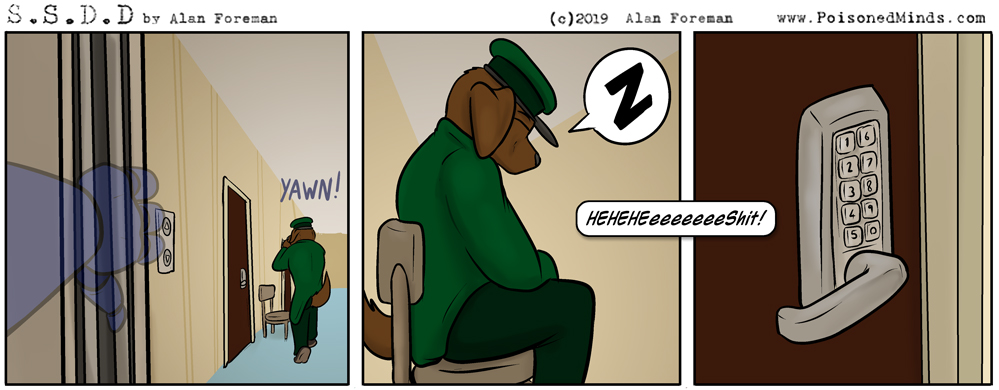 S.S.D.D by Alan Foreman (c)2019 Alan Foreman www.PoisonedMinds.com
YAWN!
Z
HEHEHEeeeeeeeShit!
1 6
2 7
3 8
4 9
5 0